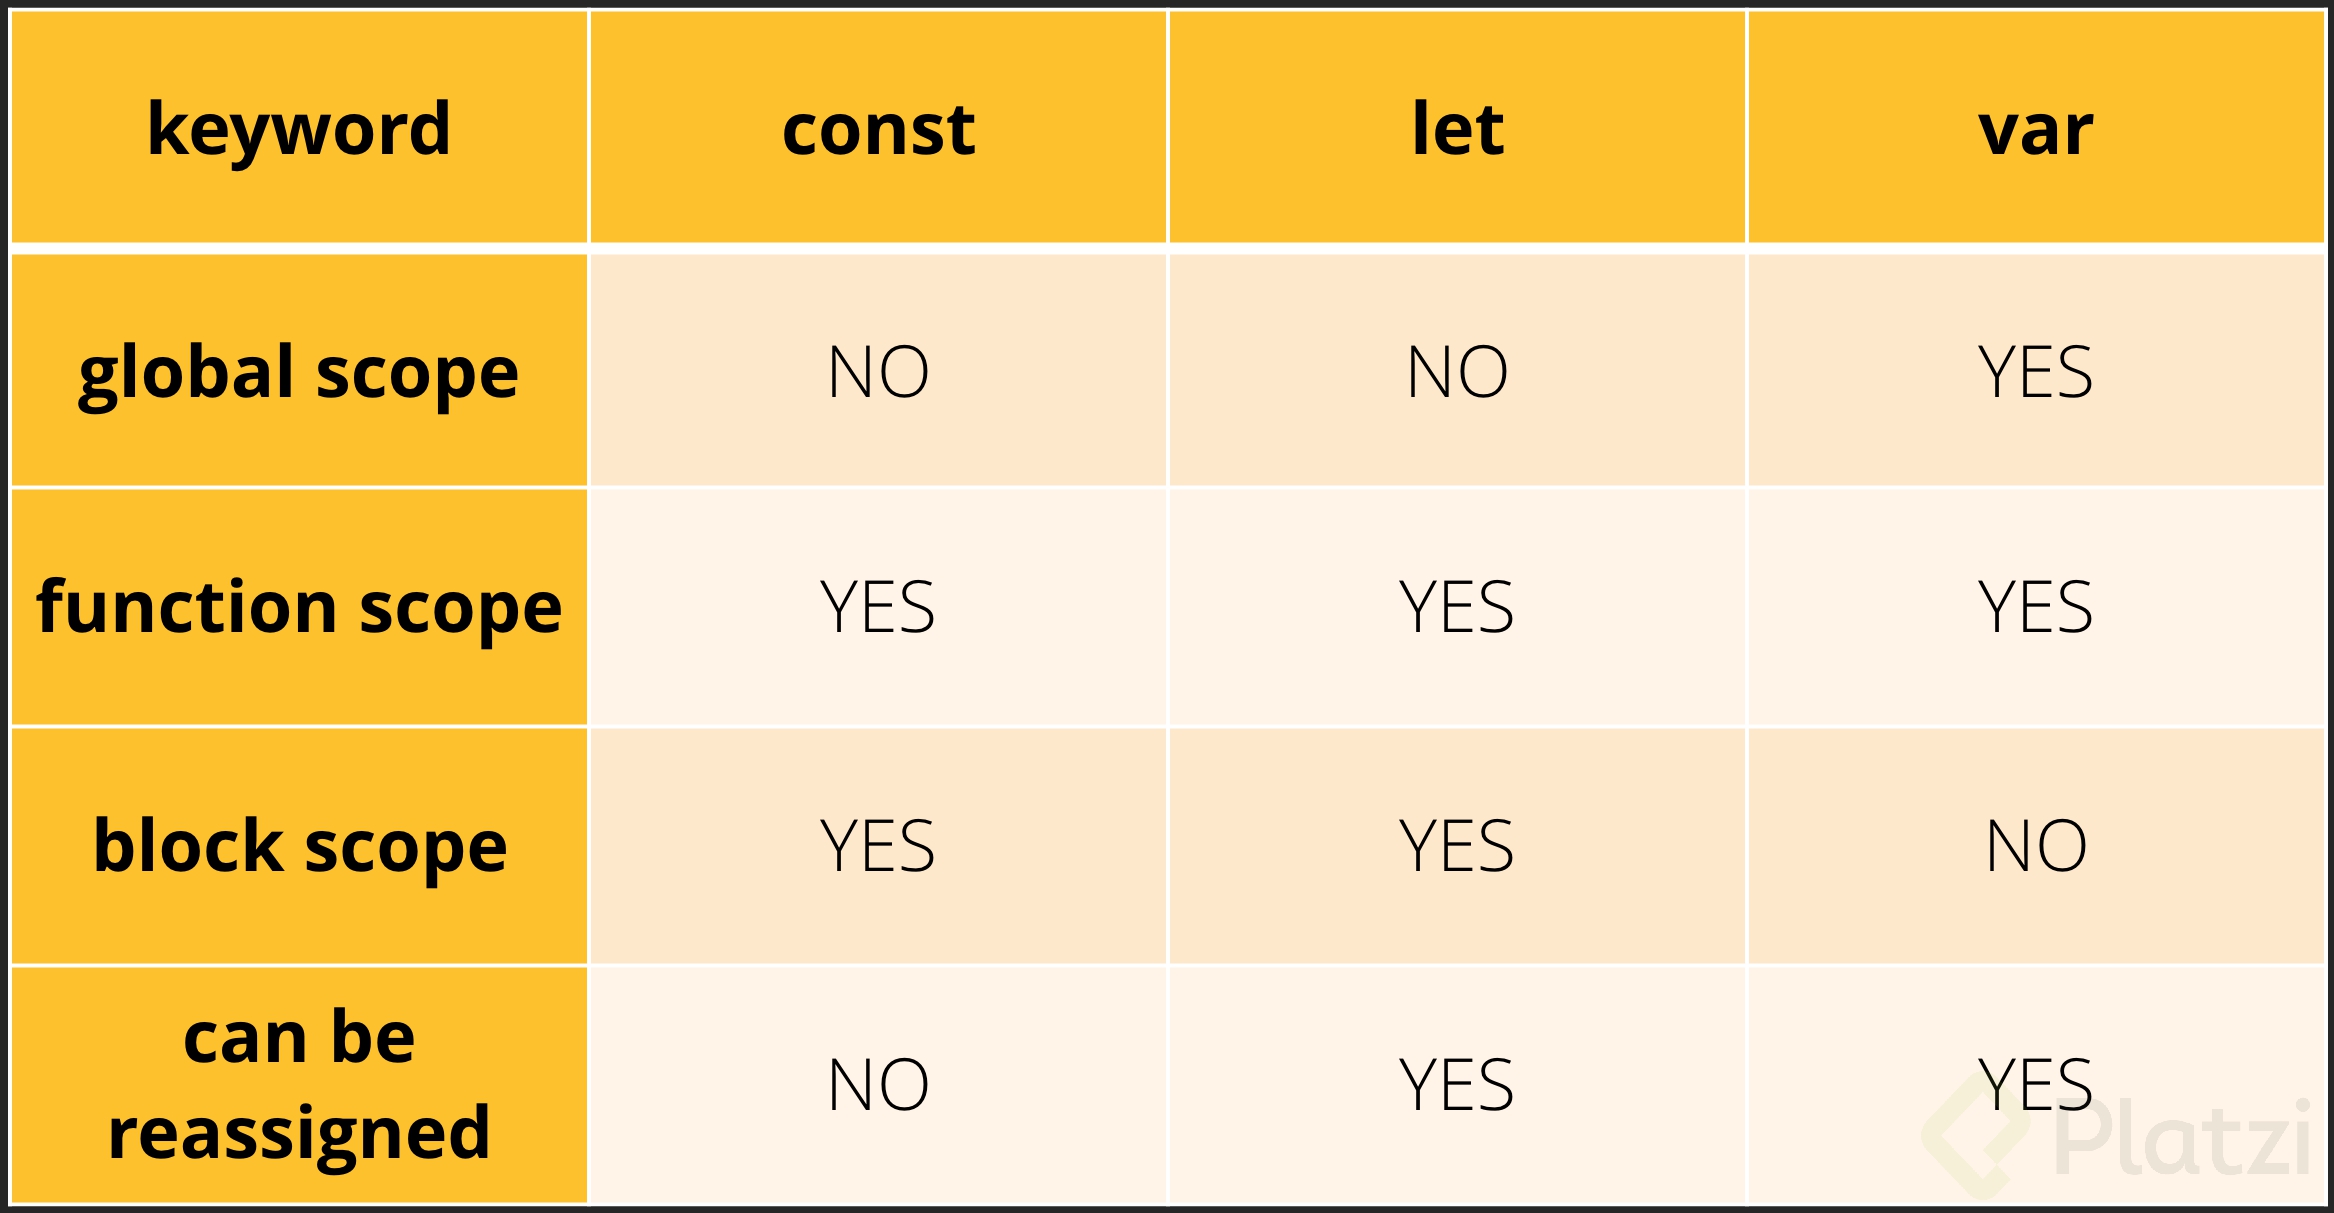 keyword const let var
global scope NO NO YES
function scope YES YES YES
block scope YES YES NO
can be
reassigned NO YES YES
Platzi